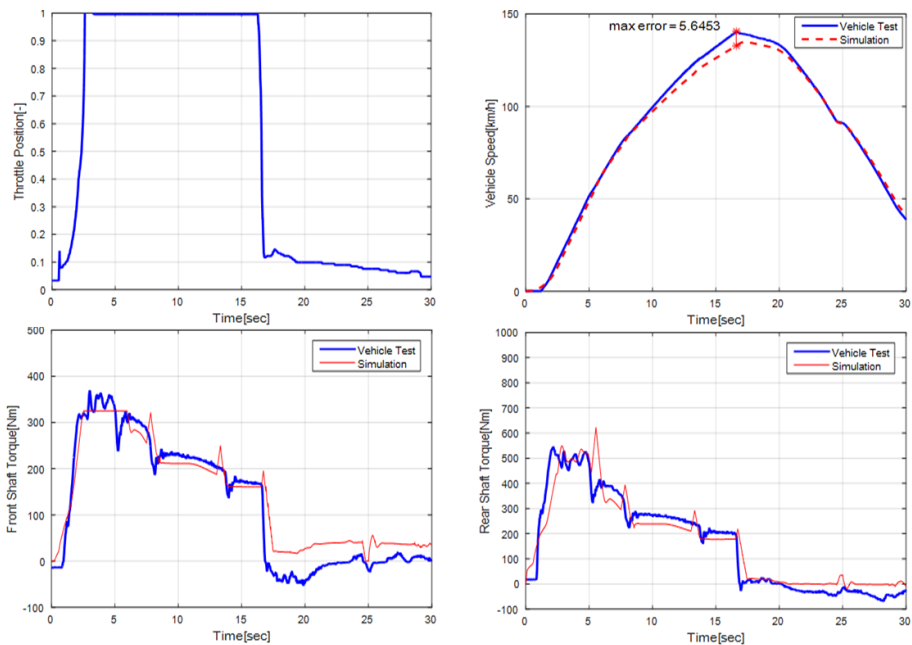 Throttle Position[-]
1
0.9
0.8
0.7
0.6
0.5
0.4
0.3
0.2
0.1
0
0 5 10 15 20 25 30
Time[sec]
max error = 5.6453
Vehicle Test
Simulation
Vehicle Speed[km/h]
150
100
50
0
0 5 10 15 20 25 30
Time[sec]
Vehicle Test
Simulation
Front Shaft Torque[Nm]
500
400
300
200
100
0
-100
0 5 10 15 20 25 30
Time[sec]
Vehicle Test
Simulation
Rear Shaft Torque[Nm]
1000
900
800
700
600
500
400
300
200
100
0
-100
0 5 10 15 20 25 30
Time[sec]